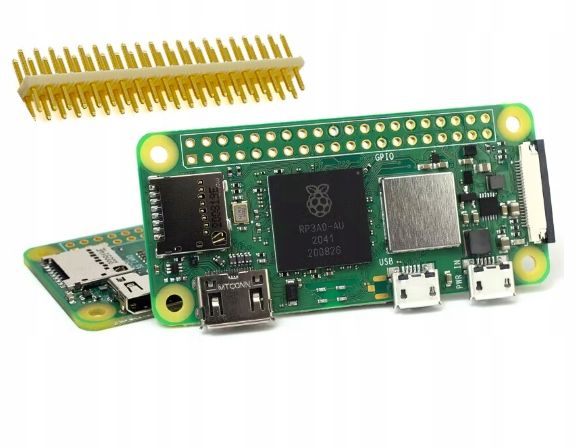 GPIO
RP3A0-AU
2041
200826
USB
PWR IN
MTCONN